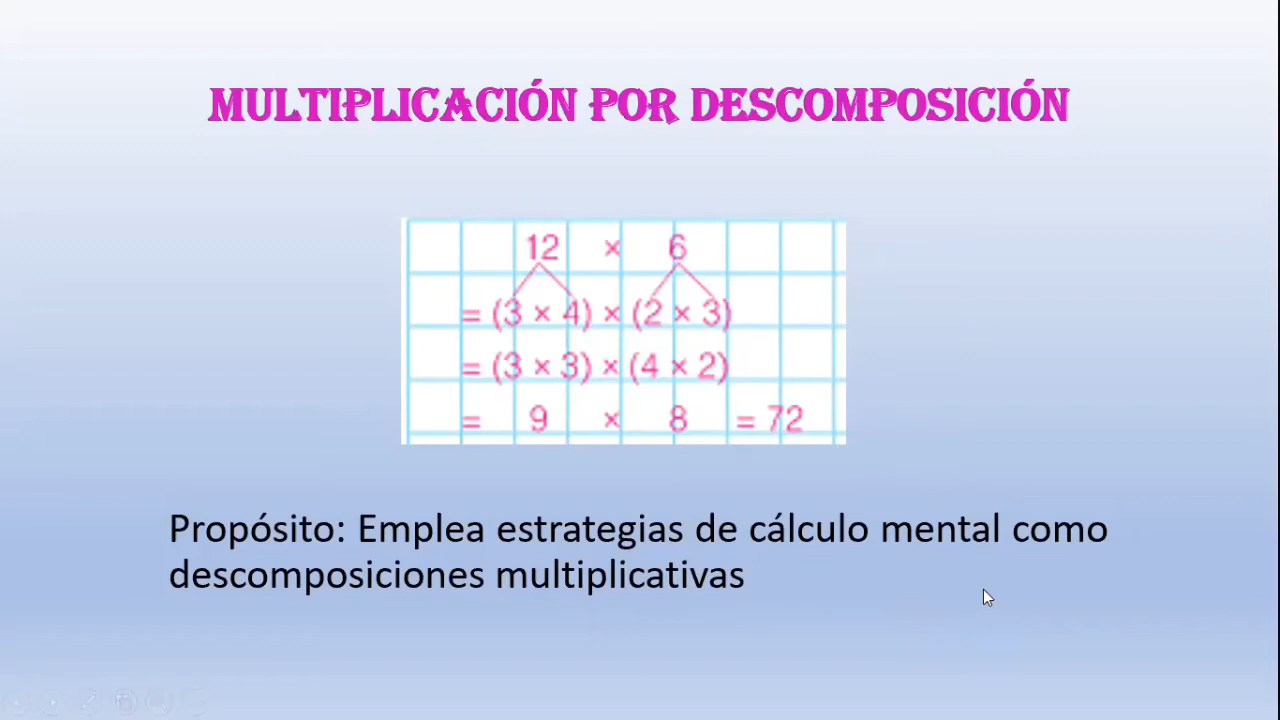 MULTIPLICACIÓN POR DESCOMPOSICIÓN
12 × 6
= (3 × 4) × (2 × 3)
= (3 × 3) × (4 × 2)
= 9 × 8 = 72
Propósito: Emplea estrategias de cálculo mental como
descomposiciones multiplicativas